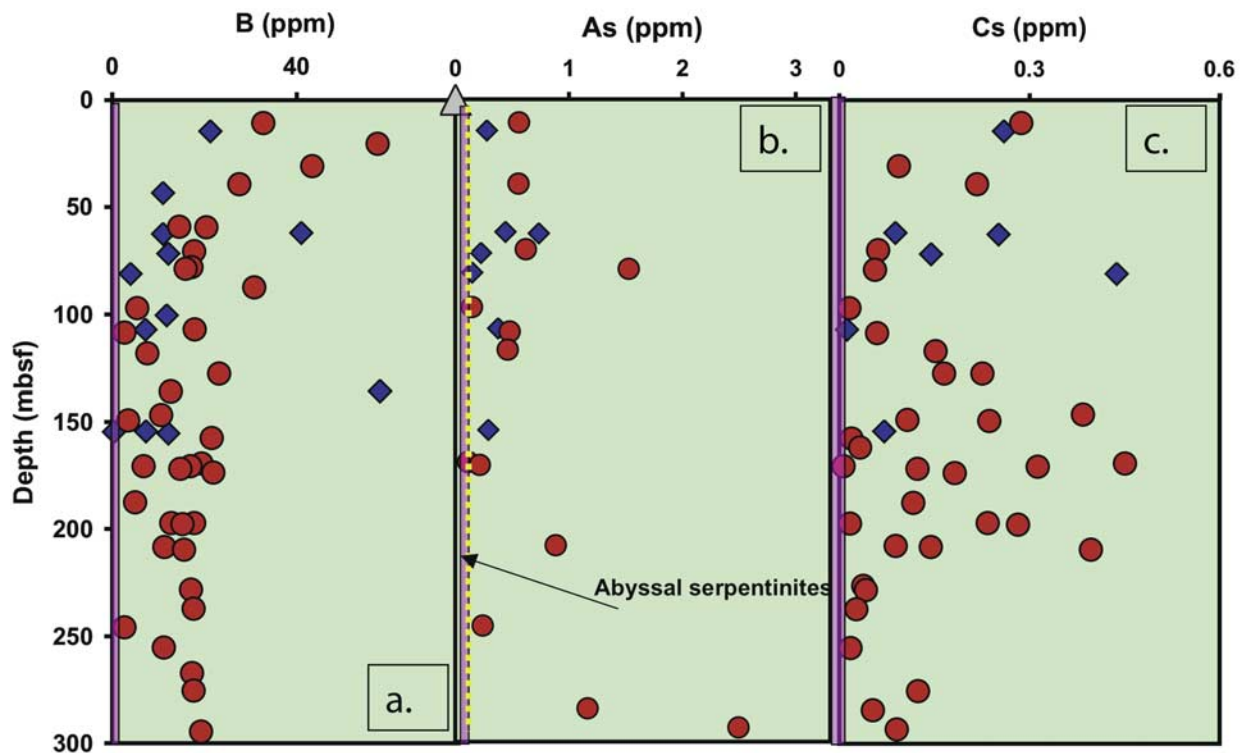 B (ppm) As (ppm) Cs (ppm)
0 40 0 1 2 3 0 0.3 0.6
0
b.
c.
50
100
150
Depth (mbsf)
200
Abyssal serpentinites
250
a.
300